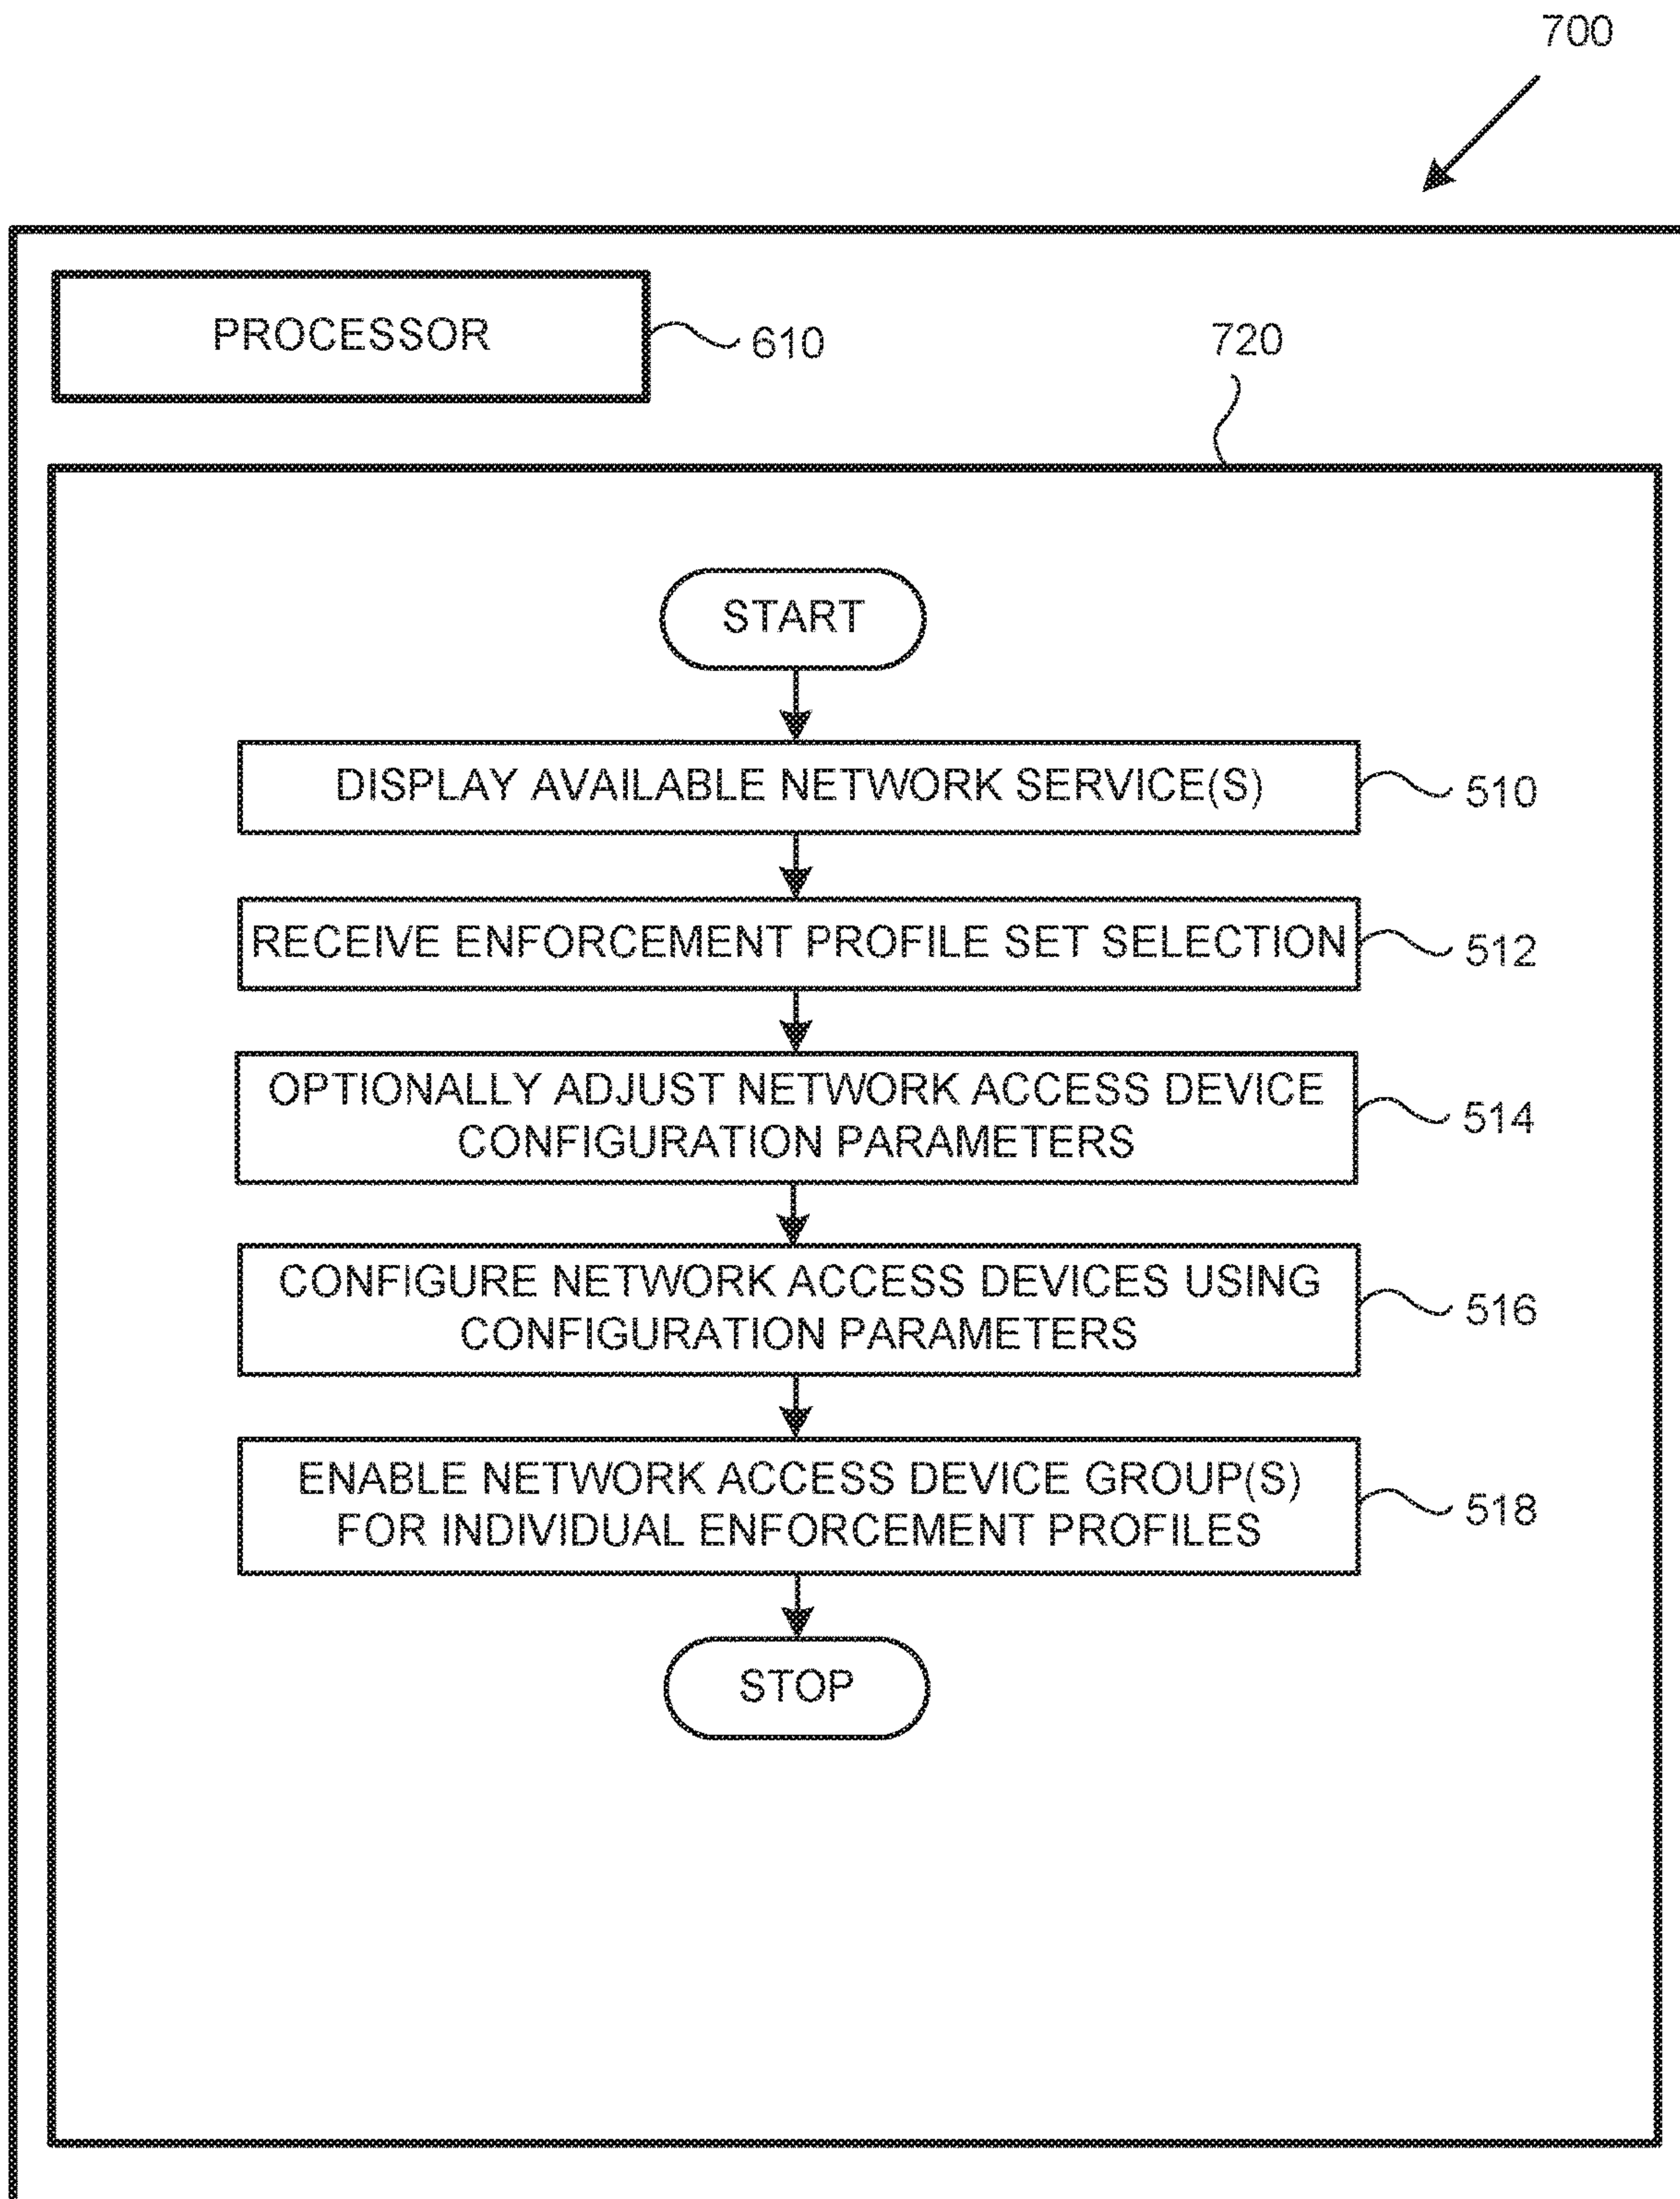 700
PROCESSOR
610
720
START
DISPLAY AVAILABLE NETWORK SERVICE(S)
510
RECEIVE ENFORCEMENT PROFILE SET SELECTION
512
OPTIONALLY ADJUST NETWORK ACCESS DEVICE
CONFIGURATION PARAMETERS
514
CONFIGURE NETWORK ACCESS DEVICES USING
CONFIGURATION PARAMETERS
516
ENABLE NETWORK ACCESS DEVICE GROUP(S)
FOR INDIVIDUAL ENFORCEMENT PROFILES
518
STOP